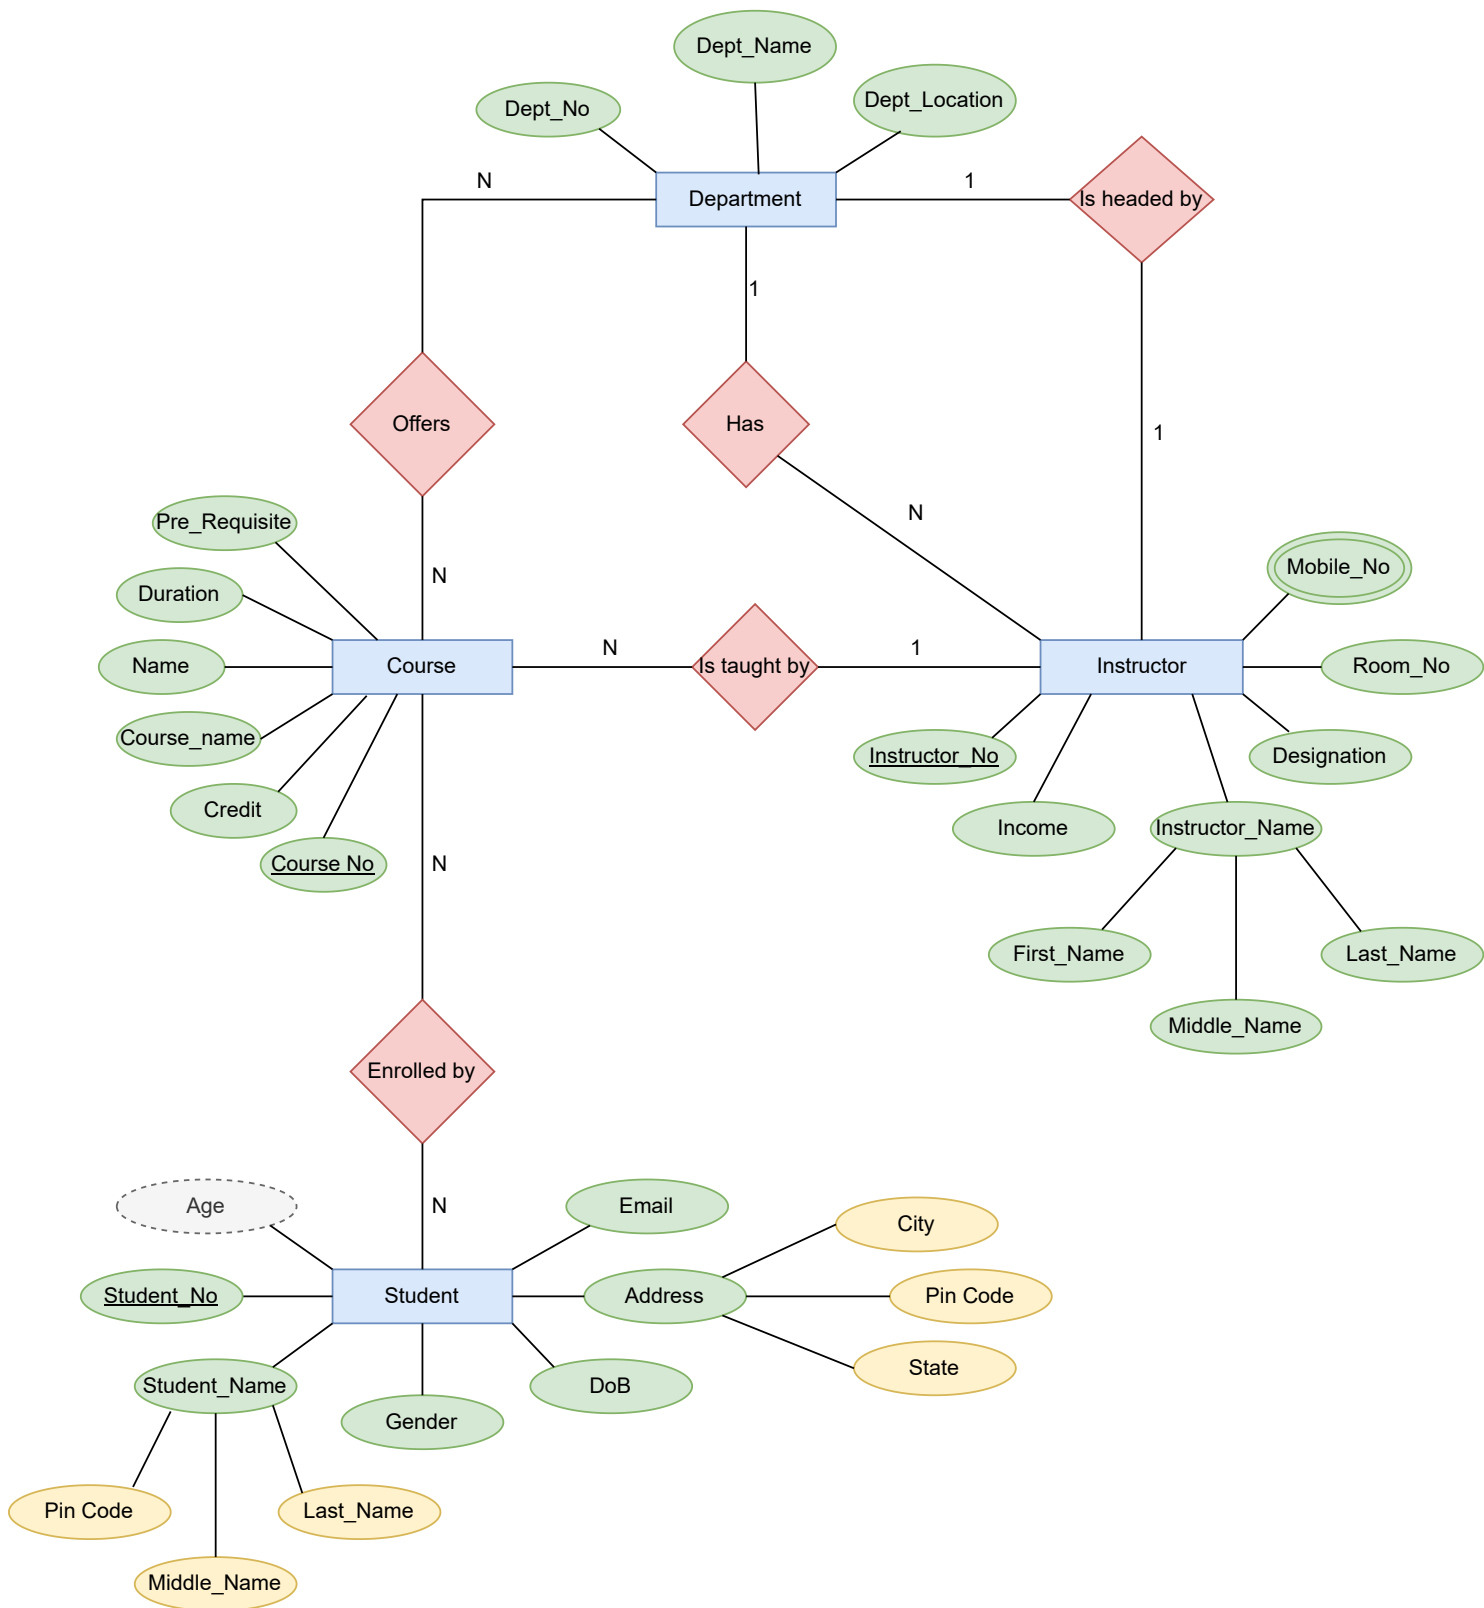 Dept_Name
Dept_Location
Dept_No
N
Department
1
Is headed by
1
Offers
Has
1
N
Pre_Requisite
Mobile_No
N
Duration
N
1
Name
Course
Is taught by
Instructor
Room_No
Course_name
Instructor_No
Designation
Credit
Income
Instructor_Name
Course No
N
First_Name
Last_Name
Middle_Name
Enrolled by
Age
N
Email
City
Student_No
Student
Address
Pin Code
State
Student_Name
DoB
Gender
Pin Code
Last_Name
Middle_Name